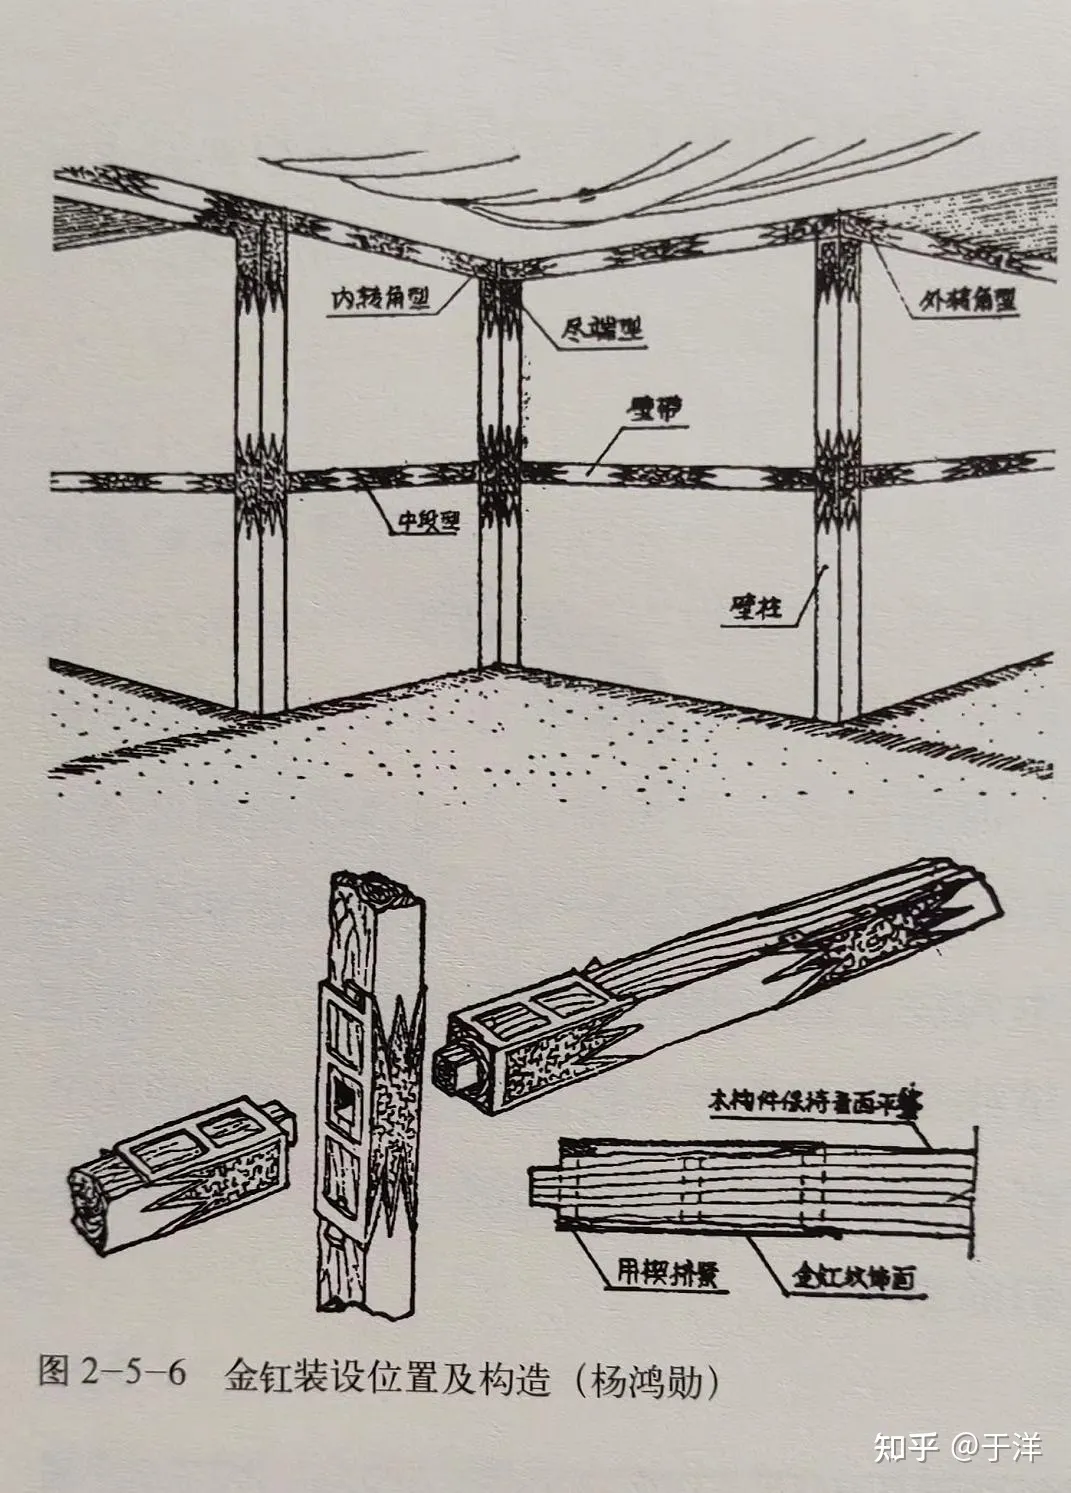 内转角型
外转角型
尽端型
壁带
中段型
壁柱
木构件保持看面平整
用楔挤紧
金釭纹饰面
图 2-5-6 金钉装设位置及构造（杨鸿勋）
知乎 @于洋